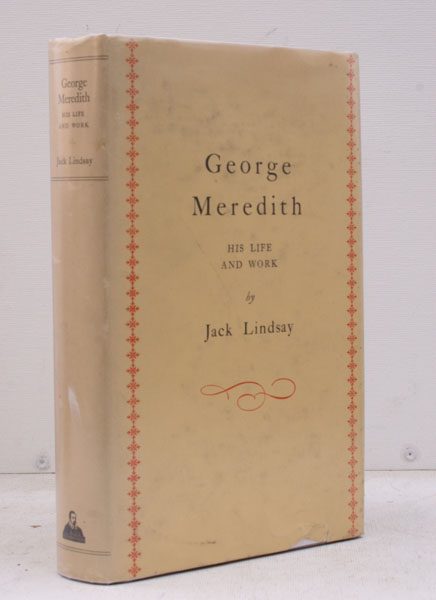 George
Meredith
HIS LIFE
AND WORK
Jack Lindsay
George
Meredith
HIS LIFE
AND WORK
by
Jack Lindsay